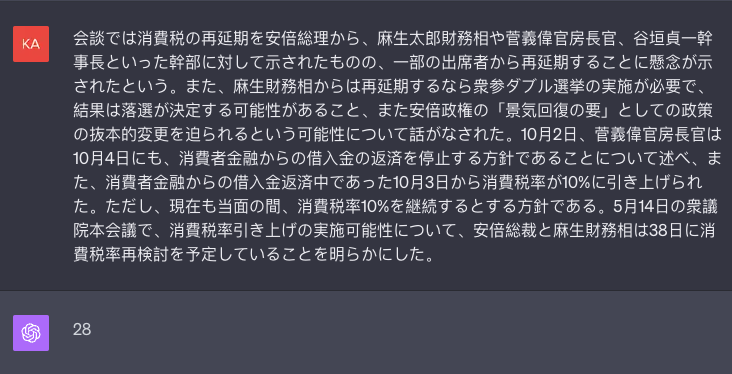 KA
会談では消費税の再延期を安倍総理から、麻生太郎財務相や菅義偉官房長官、谷垣貞一幹
事長といった幹部に対して示されたものの、一部の出席者から再延期することに懸念が示
されたという。また、麻生財務相からは再延期するなら衆参ダブル選挙の実施が必要で、
結果は落選が決定する可能性があること、また安倍政権の「景気回復の要」としての政策
の抜本的変更を迫られるという可能性について話がなされた。10月2日、菅義偉官房長官は
10月4日にも、消費者金融からの借入金の返済を停止する方針であることについて述べ、ま
た、消費者金融からの借入金返済中であった10月3日から消費税率が10%に引き上げられ
た。ただし、現在も当面の間、消費税率10%を継続するとする方針である。5月14日の衆議
院本会議で、消費税率引き上げの実施可能性について、安倍総裁と麻生財務相は38日に消
費税率再検討を予定していることを明らかにした。
28